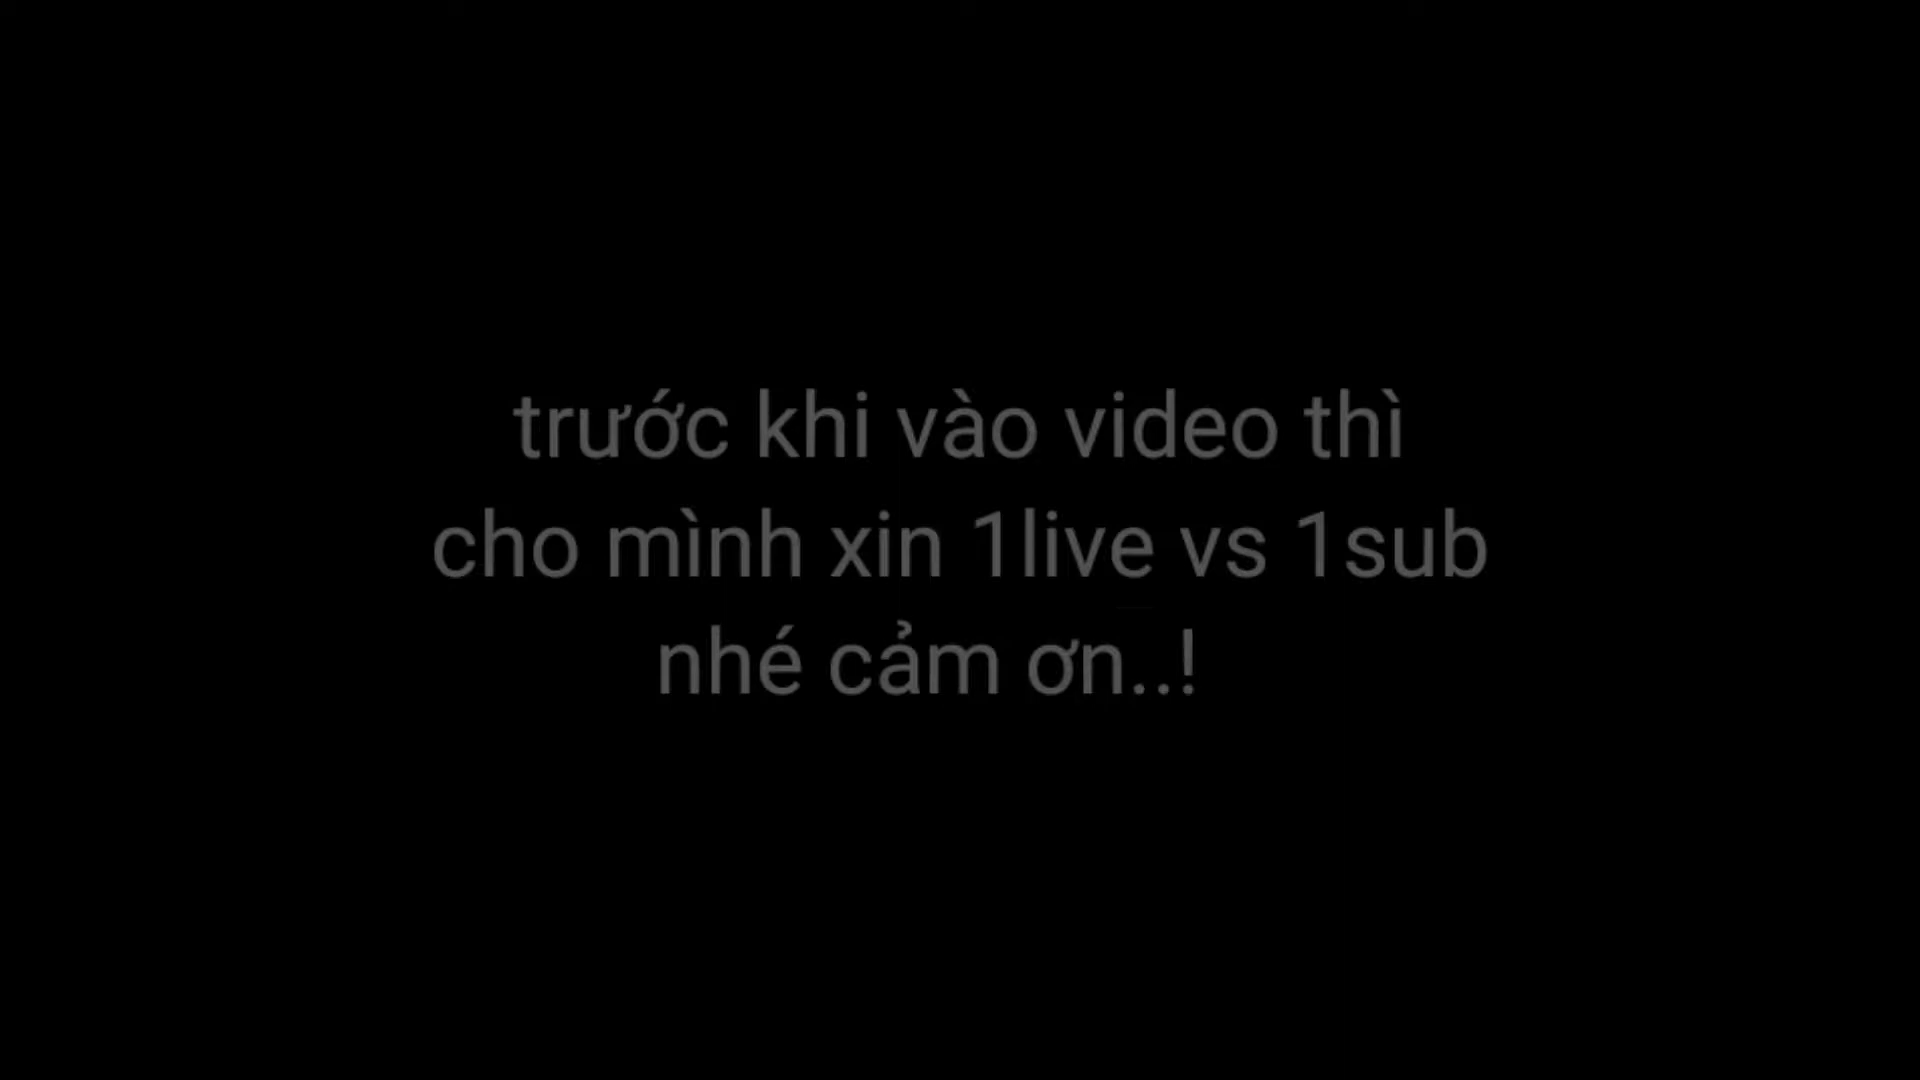 trước khi vào video thì
cho mình xin 1live vs 1sub
nhé cảm ơn..!